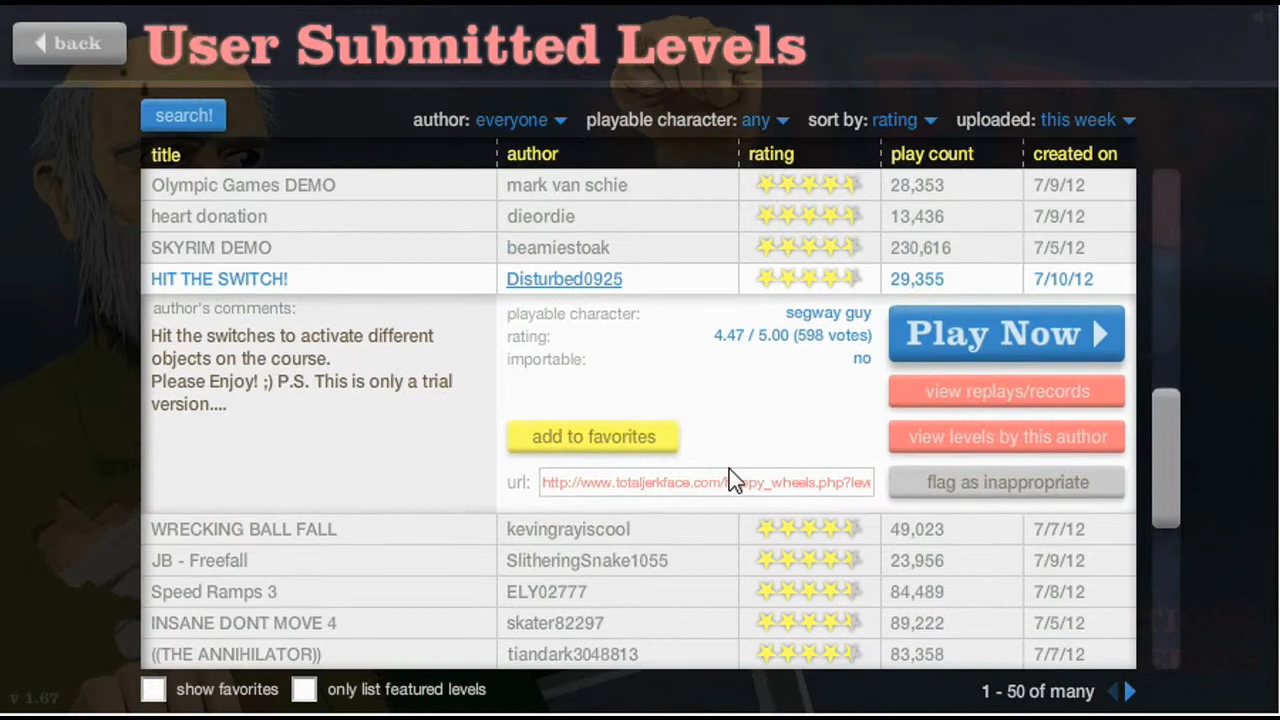 back
User Submitted Levels
search!
author: everyone
playable character: any
sort by: rating
uploaded: this week
title author rating play count created on
Olympic Games DEMO mark van schie 28,353 7/9/12
heart donation dieordie 13,436 7/9/12
SKYRIM DEMO beamiestoak 230,616 7/5/12
HIT THE SWITCH! Disturbed0925 29,355 7/10/12
author's comments:
Hit the switches to activate different
objects on the course.
Please Enjoy! ;) P.S. This is only a trial
version....
playable character: segway guy
rating: 4.47 / 5.00 (598 votes)
importable: no
add to favorites
url:
Play Now
view replays/records
view levels by this author
flag as inappropriate
WRECKING BALL FALL kevingrayiscool 49,023 7/7/12
JB - Freefall SlitheringSnake1055 23,956 7/9/12
Speed Ramps 3 ELY02777 84,489 7/8/12
INSANE DONT MOVE 4 skater82297 89,222 7/5/12
((THE ANNIHILATOR)) tiandark3048813 83,358 7/7/12
show favorites
only list featured levels
1 - 50 of many
v 1.67